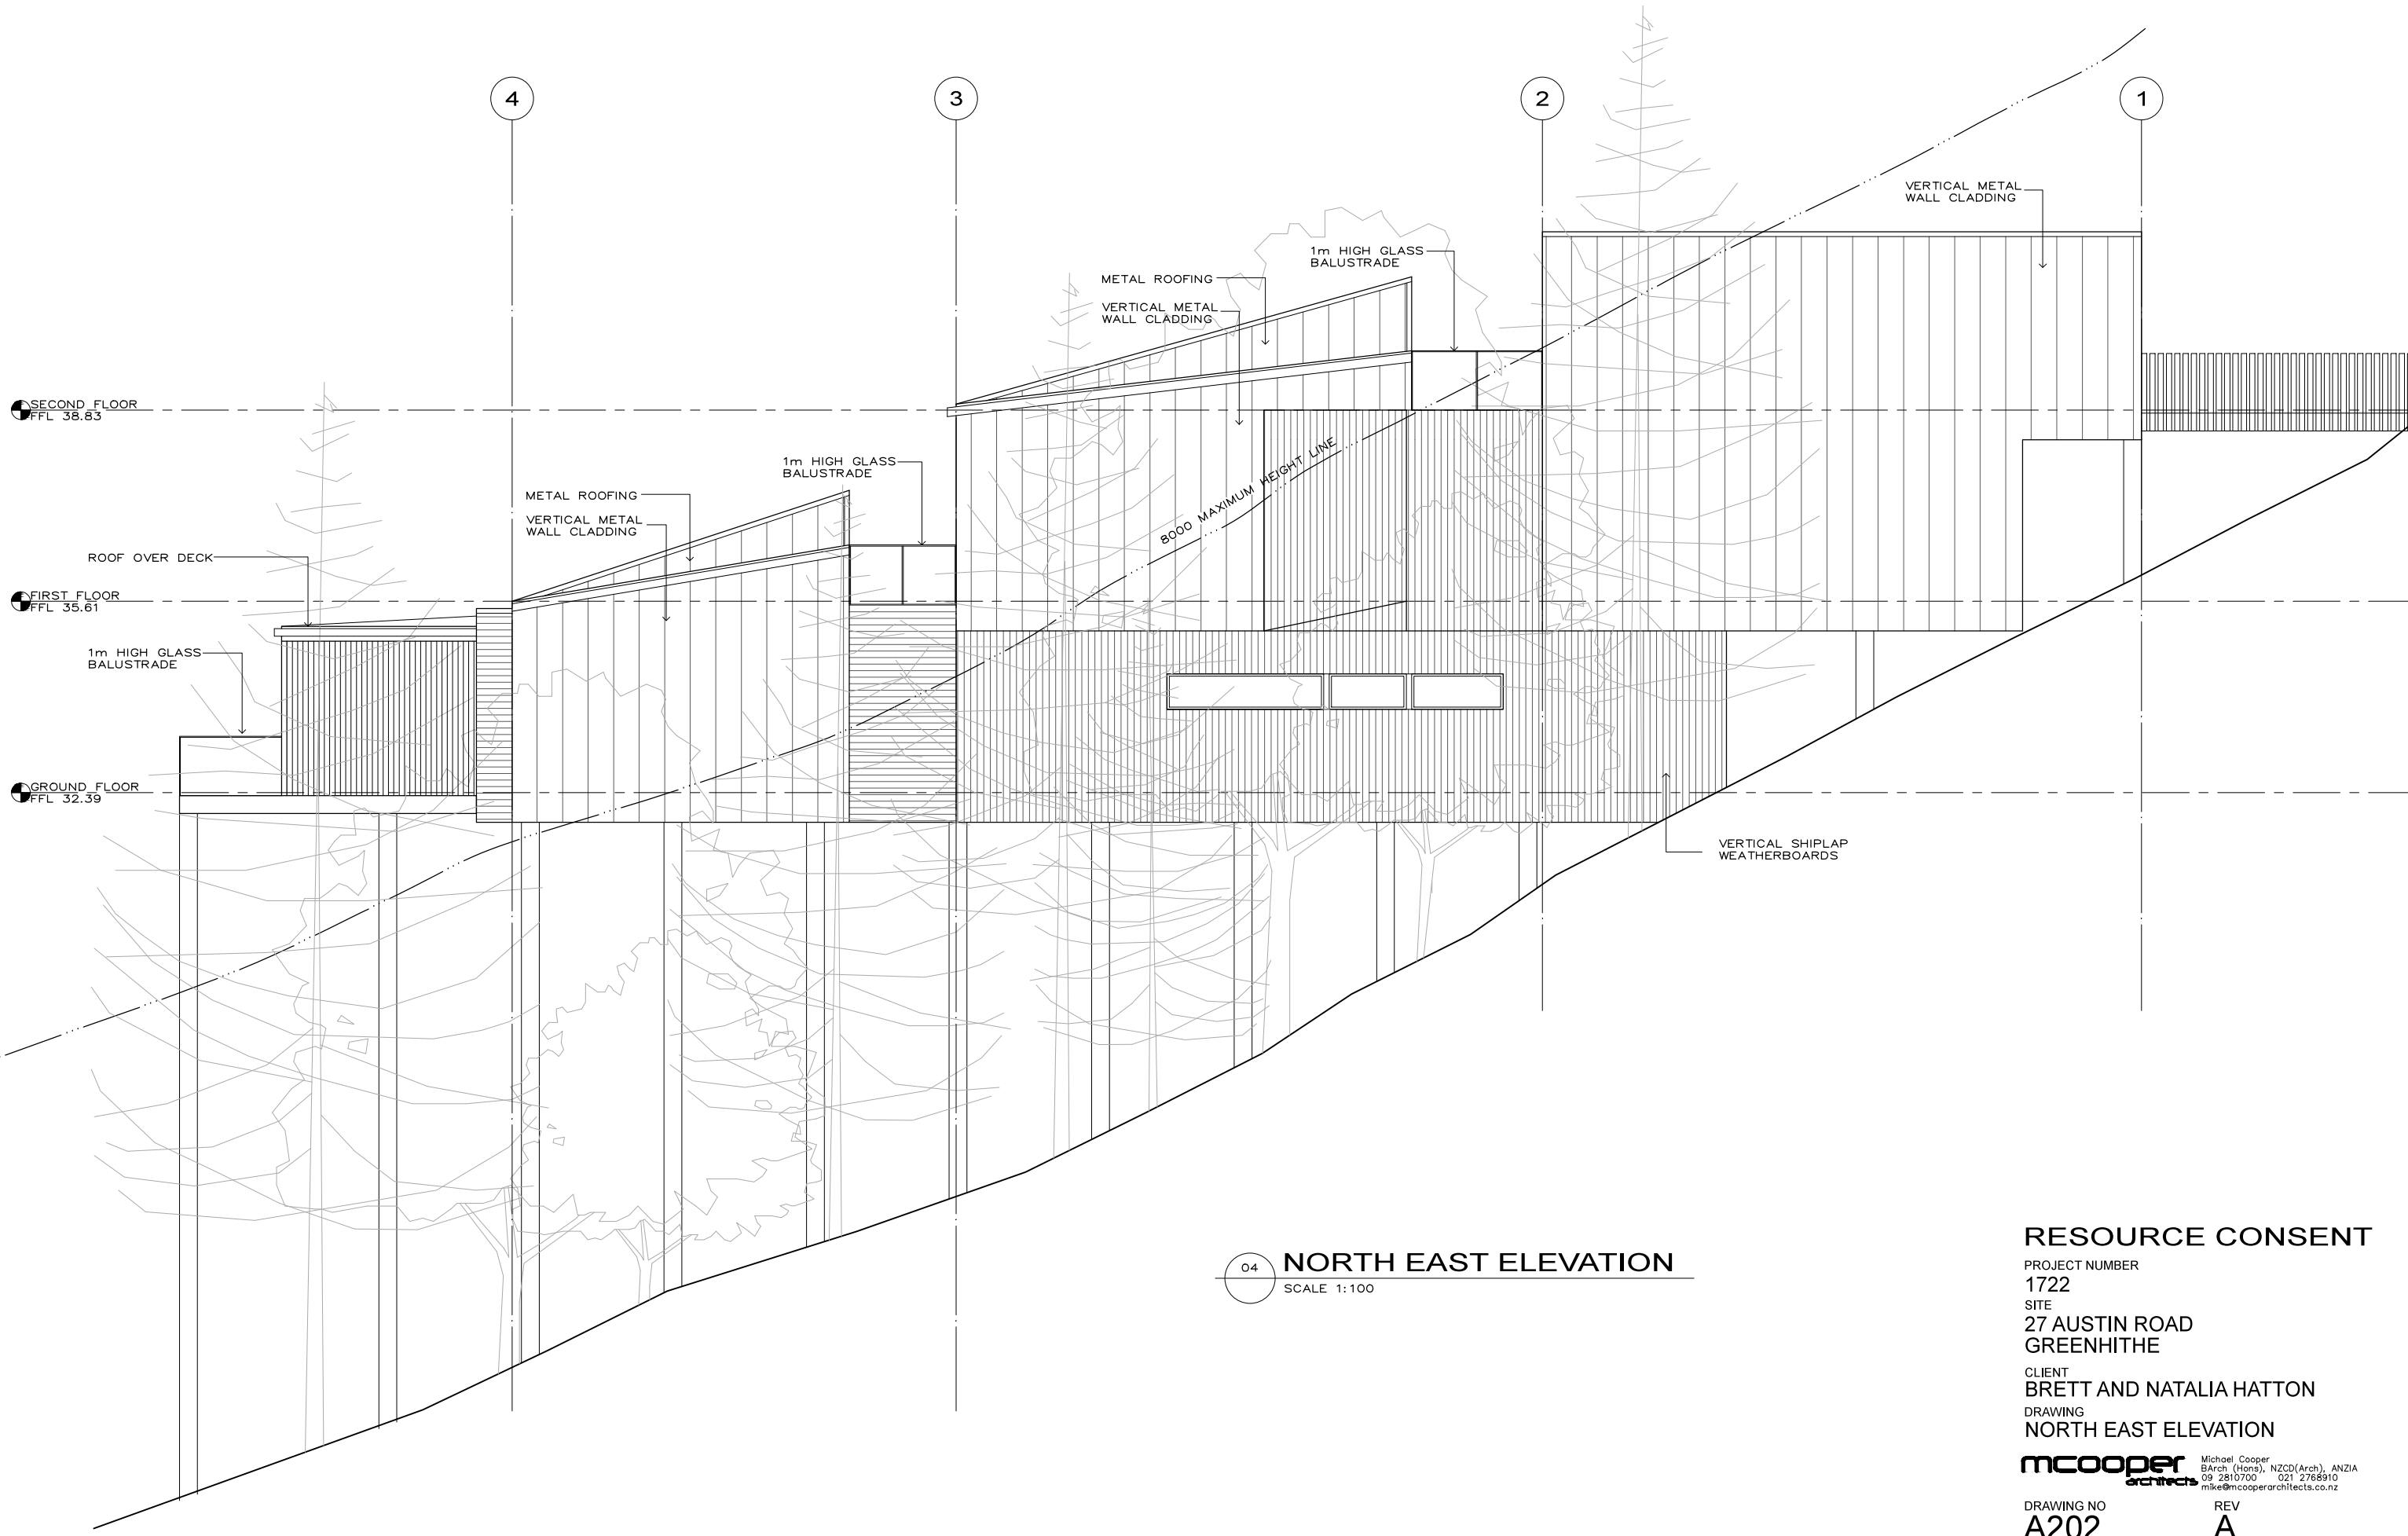 4
3
2
1
VERTICAL METAL
WALL CLADDING
1m HIGH GLASS
BALUSTRADE
METAL ROOFING
VERTICAL METAL
WALL CLADDING
SECOND FLOOR
FFL 38.83
8000 MAXIMUM HEIGHT LINE
1m HIGH GLASS
BALUSTRADE
METAL ROOFING
VERTICAL METAL
WALL CLADDING
ROOF OVER DECK
FIRST FLOOR
FFL 35.61
1m HIGH GLASS
BALUSTRADE
GROUND FLOOR
FFL 32.39
VERTICAL SHIPLAP
WEATHERBOARDS
04 NORTH EAST ELEVATION
SCALE 1:100
RESOURCE CONSENT
PROJECT NUMBER
1722
SITE
27 AUSTIN ROAD
GREENHITHE
CLIENT
BRETT AND NATALIA HATTON
DRAWING
NORTH EAST ELEVATION
mcooper
architects
Michael Cooper
BArch (Hons), NZCD(Arch), ANZIA
09 2810700 021 2768910
mike@mcooperarchitects.co.nz
DRAWING NO REV
A202 A